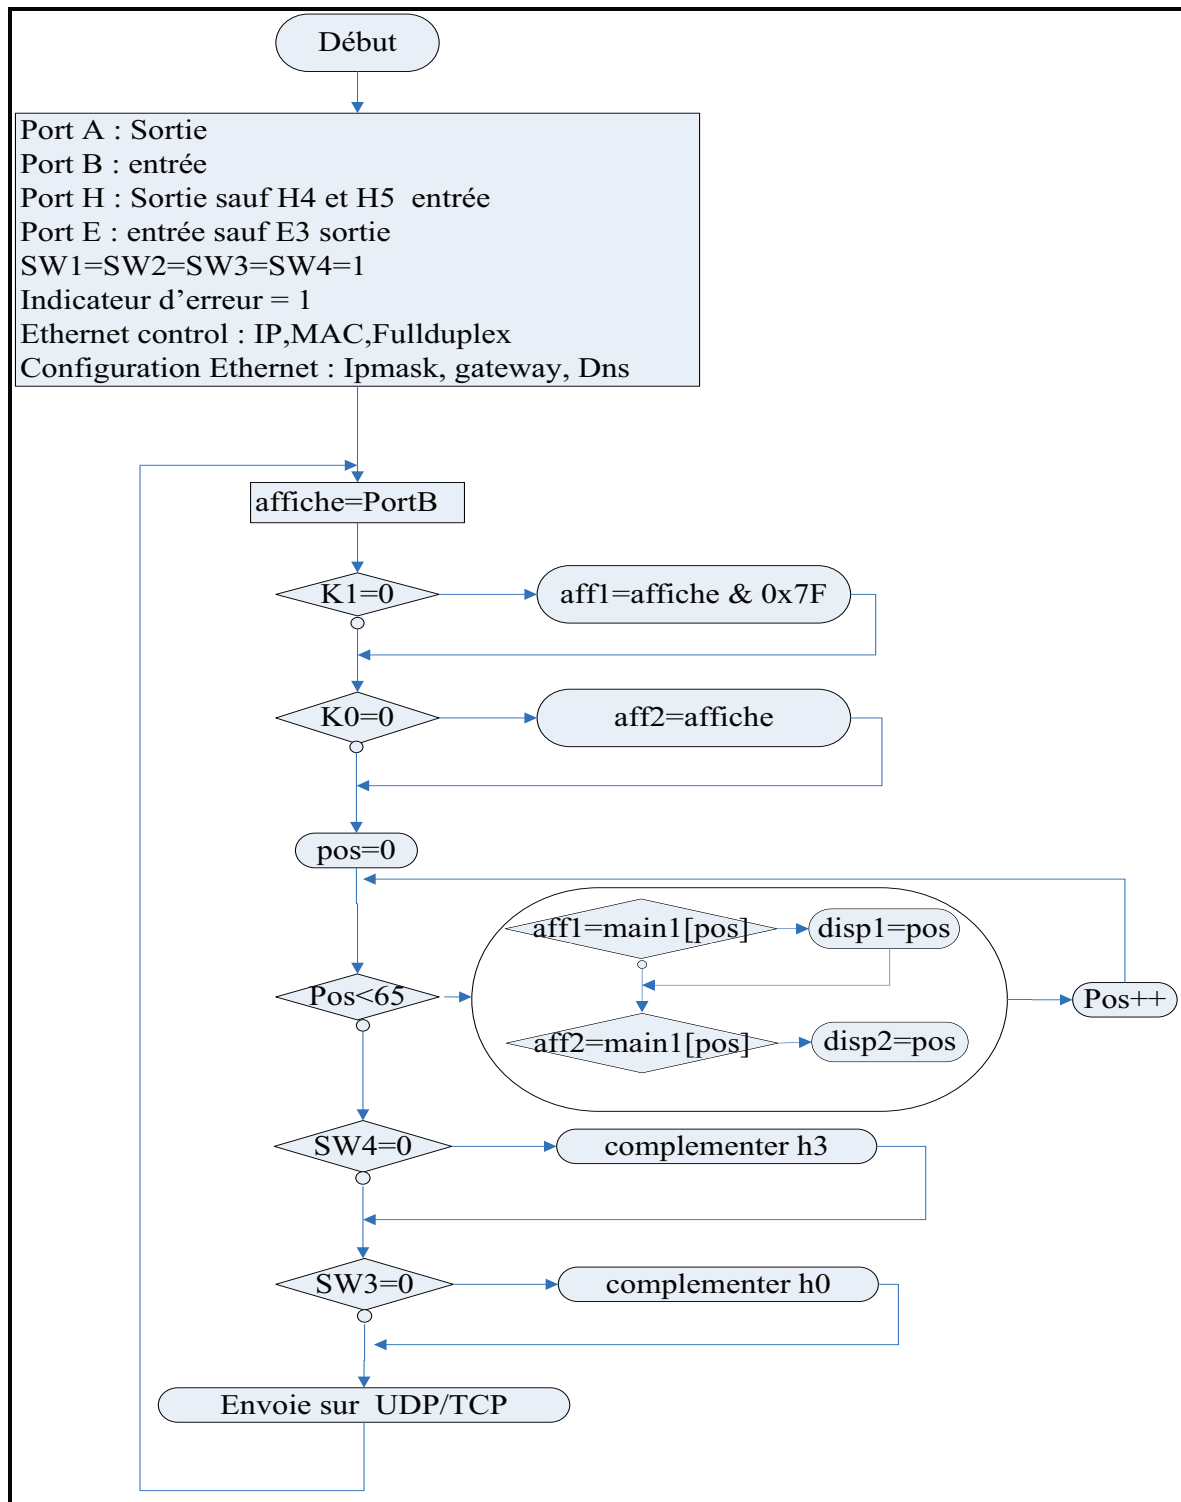 Début
Port A : Sortie
Port B : entrée
Port H : Sortie sauf H4 et H5 entrée
Port E : entrée sauf E3 sortie
SW1=SW2=SW3=SW4=1
Indicateur d’erreur = 1
Ethernet control : IP,MAC,Fullduplex
Configuration Ethernet : Ipmask, gateway, Dns
affiche=PortB
K1=0
aff1=affiche & 0x7F
K0=0
aff2=affiche
pos=0
aff1=main1[pos]
disp1=pos
Pos<65
Pos++
aff2=main1[pos]
disp2=pos
SW4=0
complementer h3
SW3=0
complementer h0
Envoie sur UDP/TCP